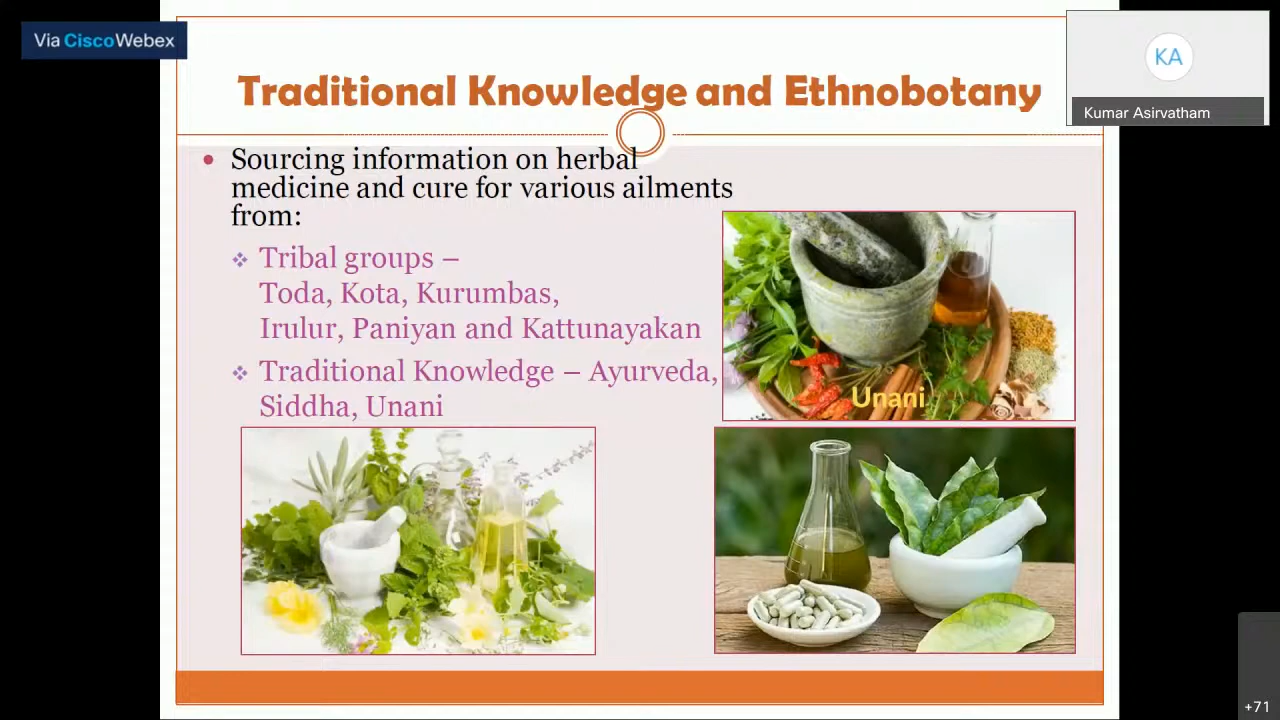 Via CiscoWebex
KA
Kumar Asirvatham
Traditional Knowledge and Ethnobotany
Sourcing information on herbal
medicine and cure for various ailments
from:
Tribal groups –
Toda, Kota, Kurumbas,
Irulur, Paniyan and Kattunayakan
Traditional Knowledge – Ayurveda,
Siddha, Unani
Unani
+71